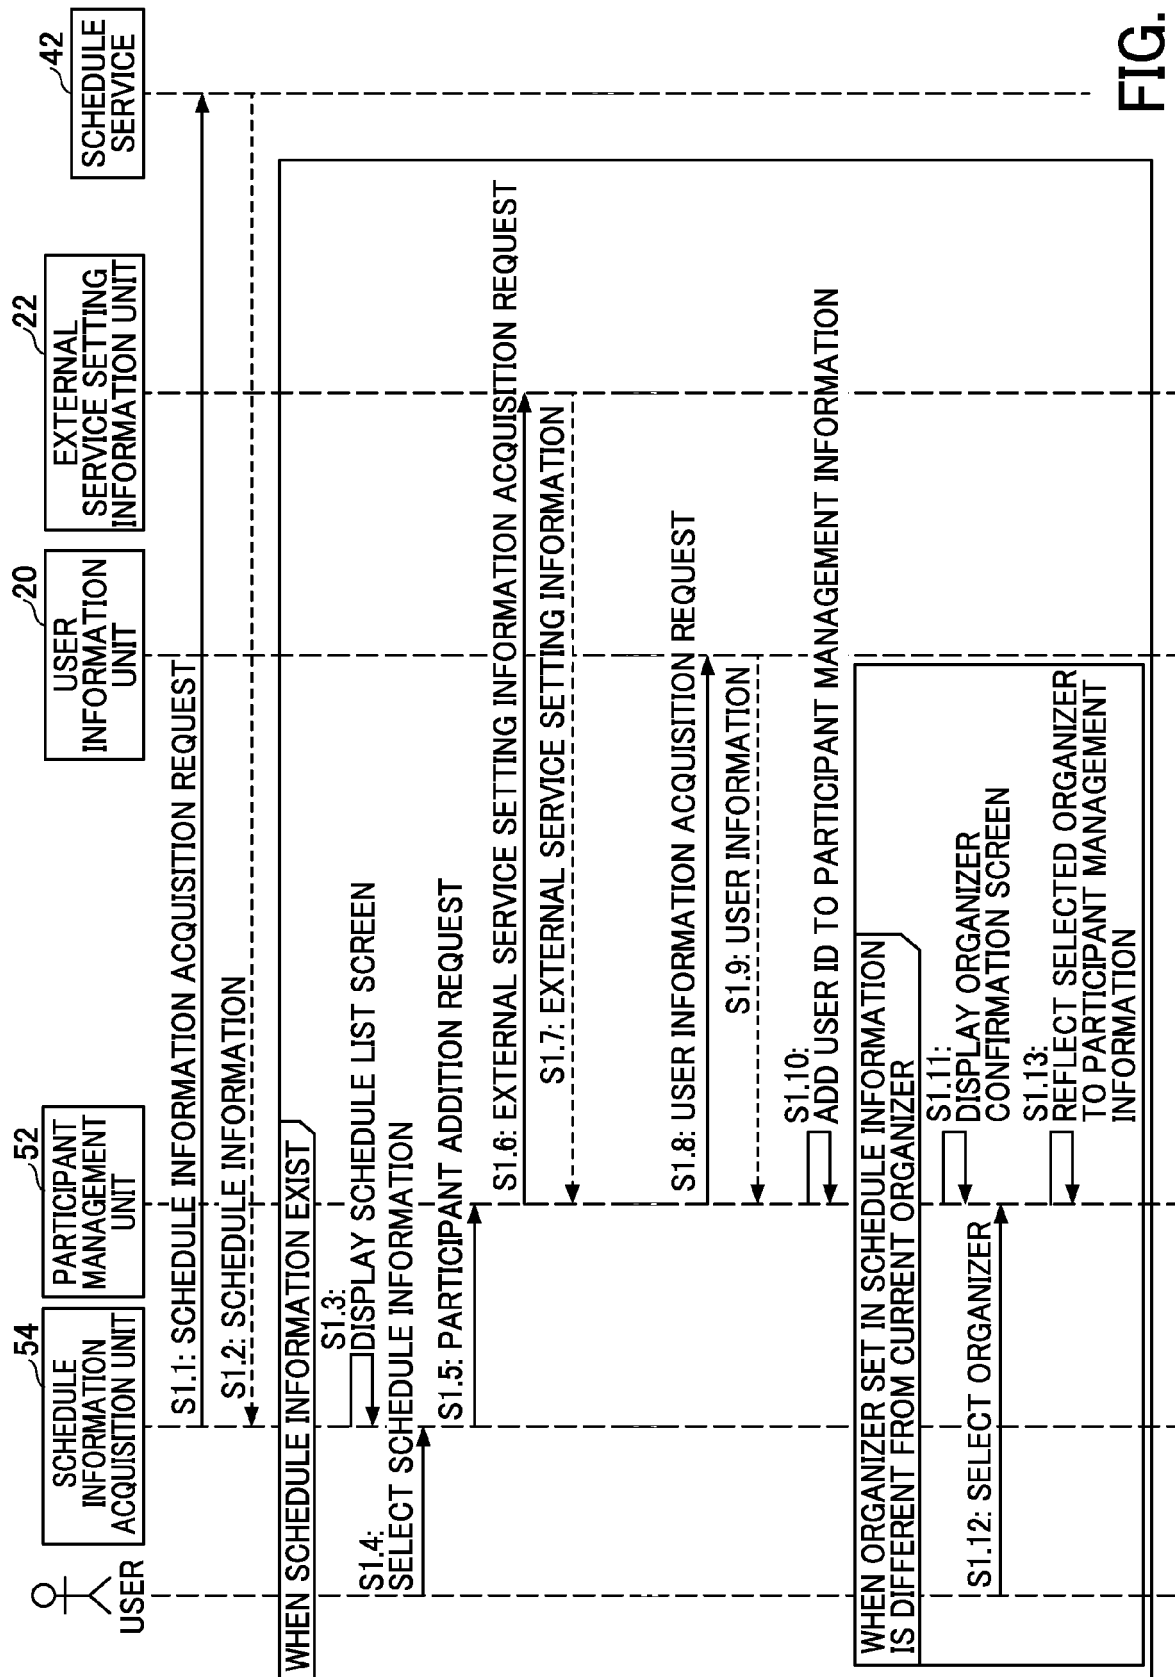 USER
54
SCHEDULE
INFORMATION
ACQUISITION UNIT
52
PARTICIPANT
MANAGEMENT
UNIT
20
USER
INFORMATION
UNIT
22
EXTERNAL
SERVICE SETTING
INFORMATION UNIT
42
SCHEDULE
SERVICE
S1.1: SCHEDULE INFORMATION ACQUISITION REQUEST
S1.2: SCHEDULE INFORMATION
WHEN SCHEDULE INFORMATION EXIST
S1.3:
DISPLAY SCHEDULE LIST SCREEN
S1.4:
SELECT SCHEDULE INFORMATION
S1.5: PARTICIPANT ADDITION REQUEST
S1.6: EXTERNAL SERVICE SETTING INFORMATION ACQUISITION REQUEST
S1.7: EXTERNAL SERVICE SETTING INFORMATION
S1.8: USER INFORMATION ACQUISITION REQUEST
S1.9: USER INFORMATION
S1.10:
ADD USER ID TO PARTICIPANT MANAGEMENT INFORMATION
WHEN ORGANIZER SET IN SCHEDULE INFORMATION
IS DIFFERENT FROM CURRENT ORGANIZER
S1.11:
DISPLAY ORGANIZER
CONFIRMATION SCREEN
S1.12: SELECT ORGANIZER
S1.13:
REFLECT SELECTED ORGANIZER
TO PARTICIPANT MANAGEMENT
INFORMATION
FIG.